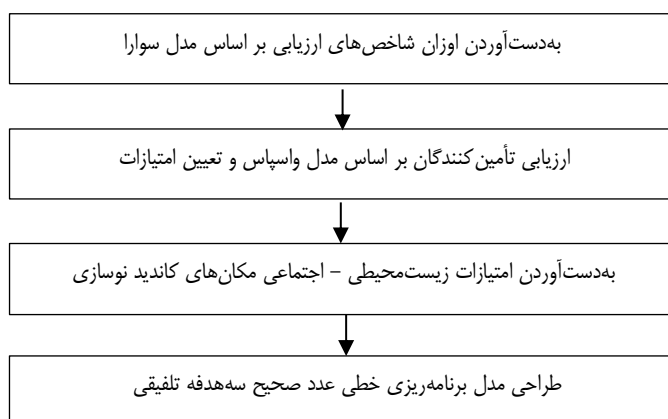 به‌دست‌آوردن اوزان شاخص‌های ارزیابی بر اساس مدل سوارا
ارزیابی تأمین‌کنندگان بر اساس مدل واسپاس و تعیین امتیازات
به‌دست‌آوردن امتیازات زیست‌محیطی – اجتماعی مکان‌های کاندید نوسازی
طراحی مدل برنامه‌ریزی خطی عدد صحیح سه‌هدفه تلفیقی